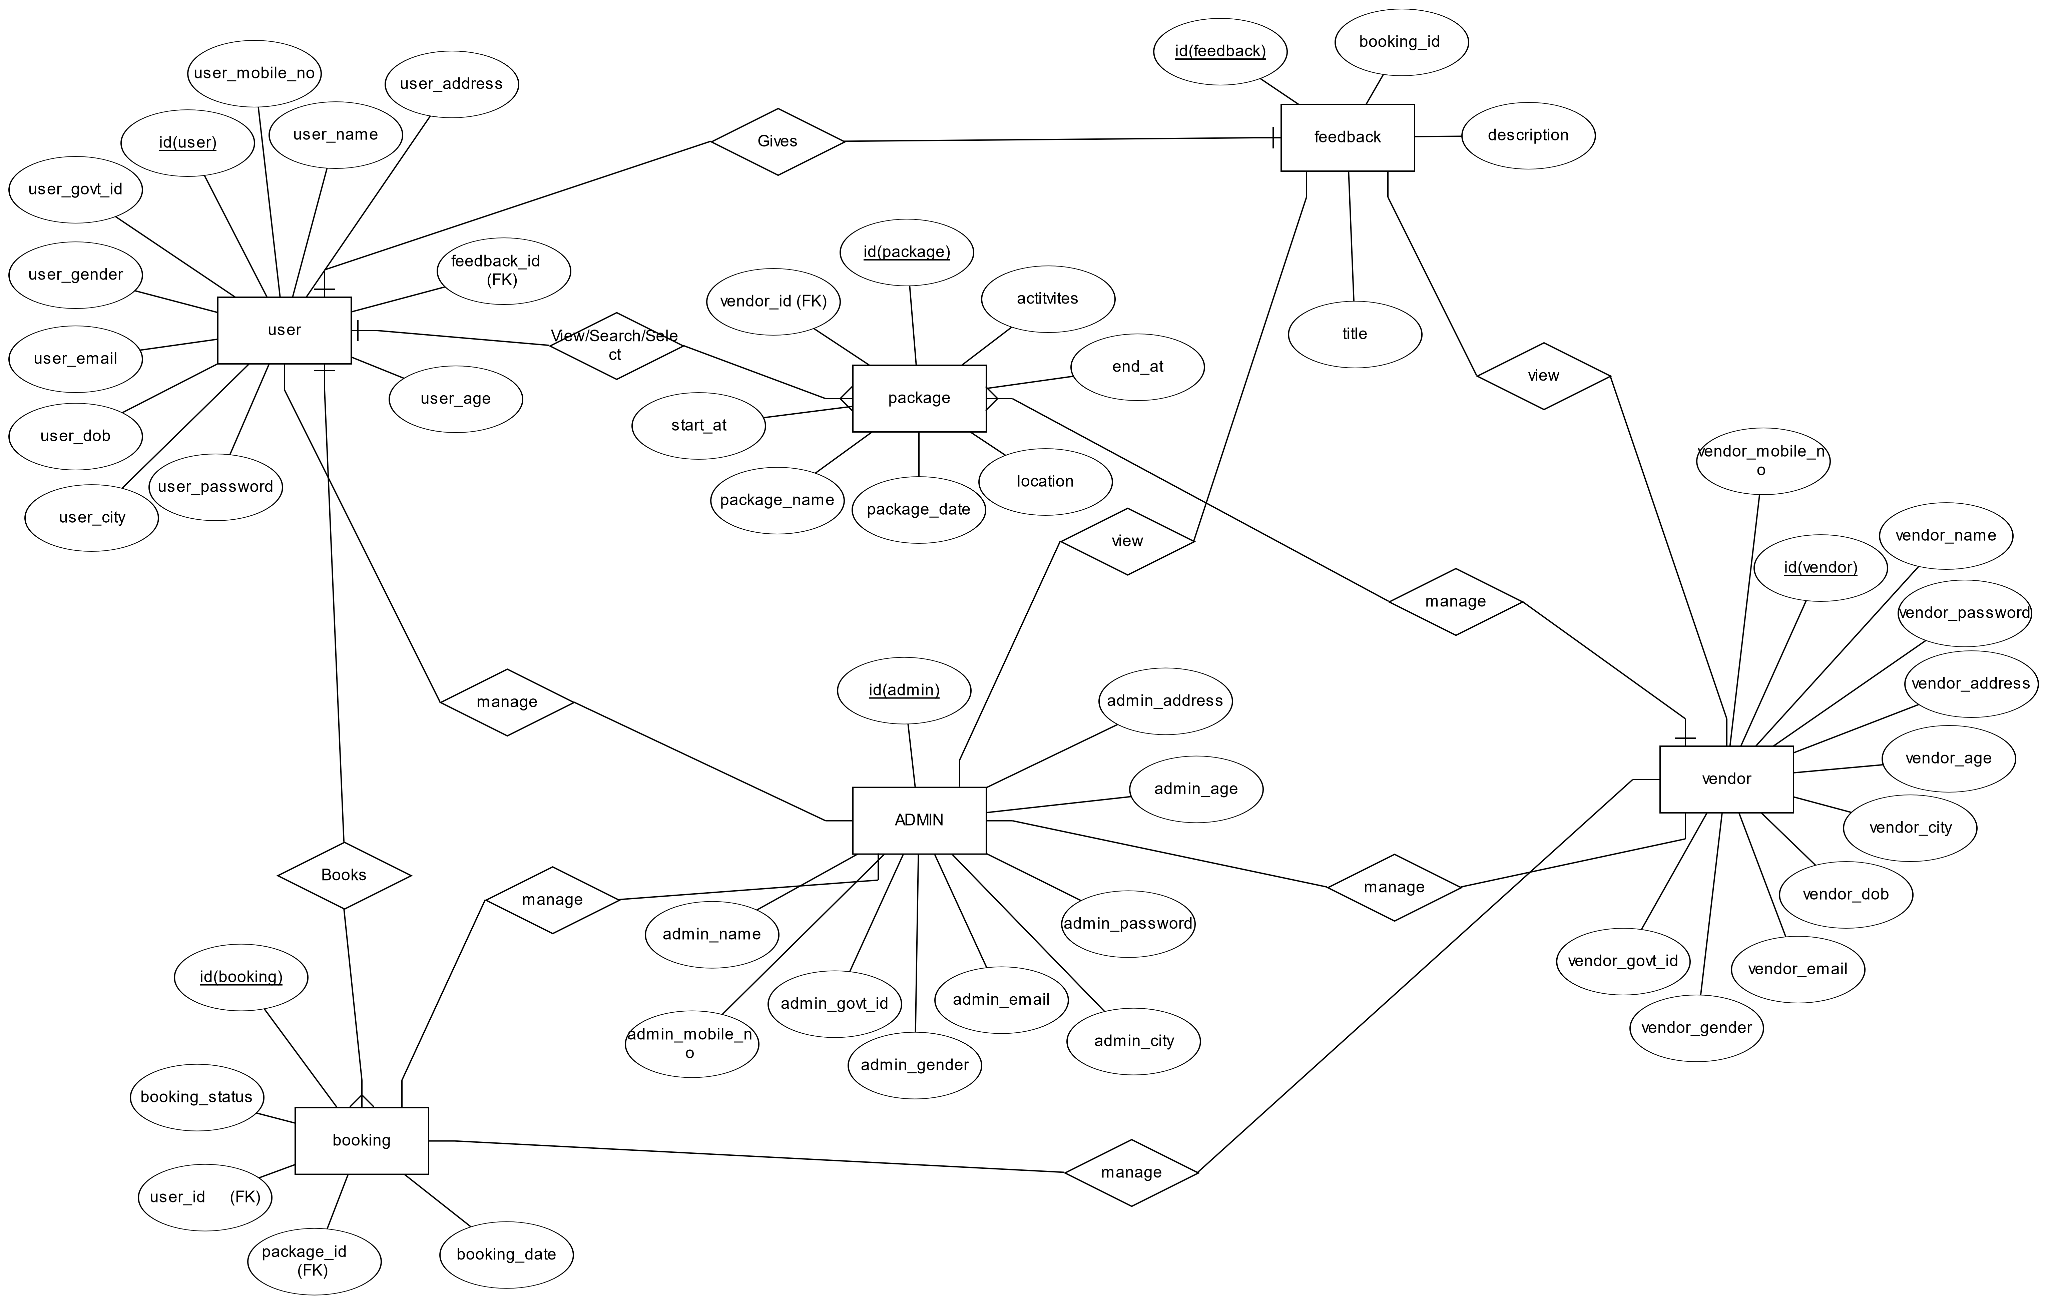 id(feedback)
booking_id
user_mobile_no
user_address
user_name
id(user)
Gives
feedback
description
user_govt_id
user_gender
feedback_id
(FK)
id(package)
vendor_id (FK)
actitvites
user
View/Search/Sele
ct
title
user_email
end_at
user_age
package
view
start_at
user_dob
user_password
user_city
package_name
package_date
location
vendor_mobile_n
o
view
vendor_name
id(vendor)
manage
vendor_password
vendor_address
id(admin)
admin_address
manage
vendor_age
vendor
admin_age
ADMIN
vendor_city
Books
manage
manage
vendor_dob
admin_name
admin_password
vendor_govt_id
vendor_email
id(booking)
admin_govt_id
admin_email
vendor_gender
admin_mobile_n
o
admin_city
admin_gender
booking_status
booking
manage
user_id (FK)
package_id
(FK)
booking_date